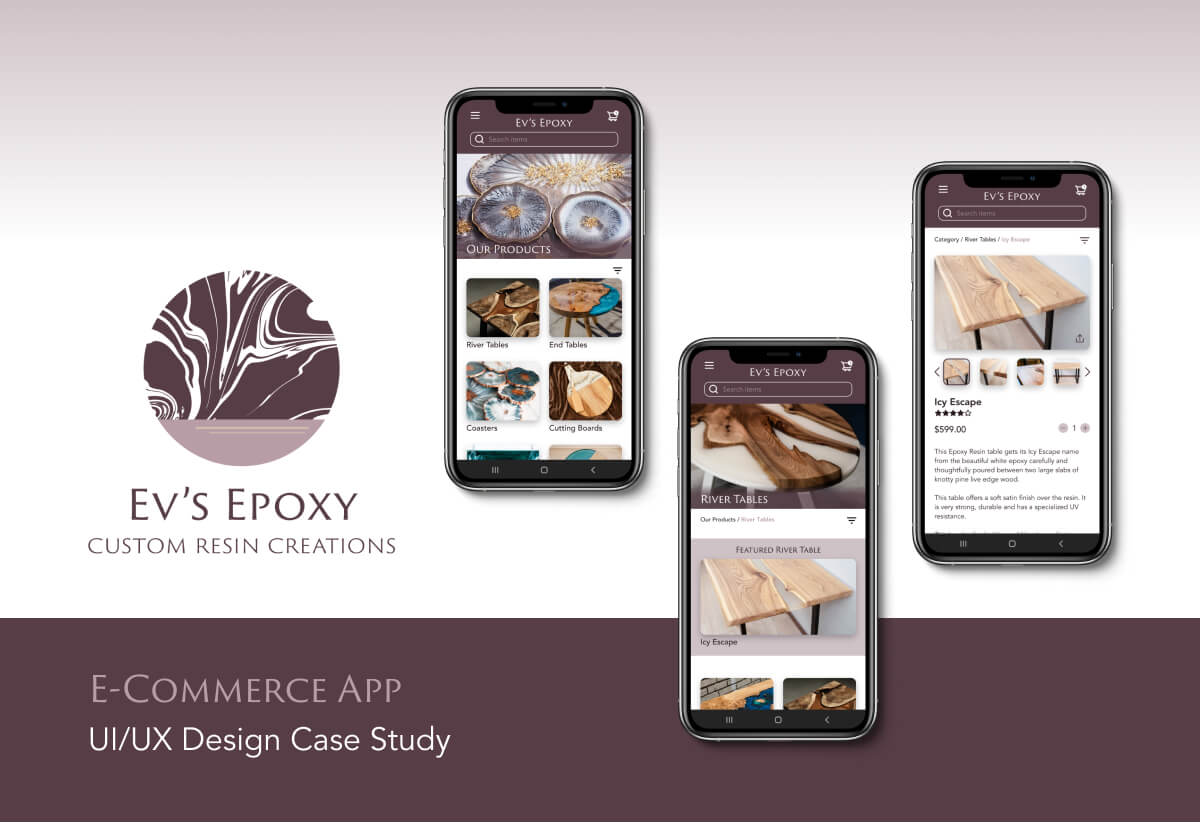 EV'S EPOXY
CUSTOM RESIN CREATIONS
E-COMMERCE APP
UI/UX Design Case Study
EV'S EPOXY
Search items
OUR PRODUCTS
River Tables
End Tables
Coasters
Cutting Boards
EV'S EPOXY
Search items
RIVER TABLES
Our Products / River Tables
FEATURED RIVER TABLE
Icy Escape
EV'S EPOXY
Search items
Category / River Tables / Icy Escape
Icy Escape
$599.00
1
This Epoxy Resin table gets its Icy Escape name
from the beautiful white epoxy carefully and
thoughtfully poured between two large slabs of
knotty pine live edge wood.
This table offers a soft satin finish over the resin. It
is very strong, durable and has a specialized UV
resistance.